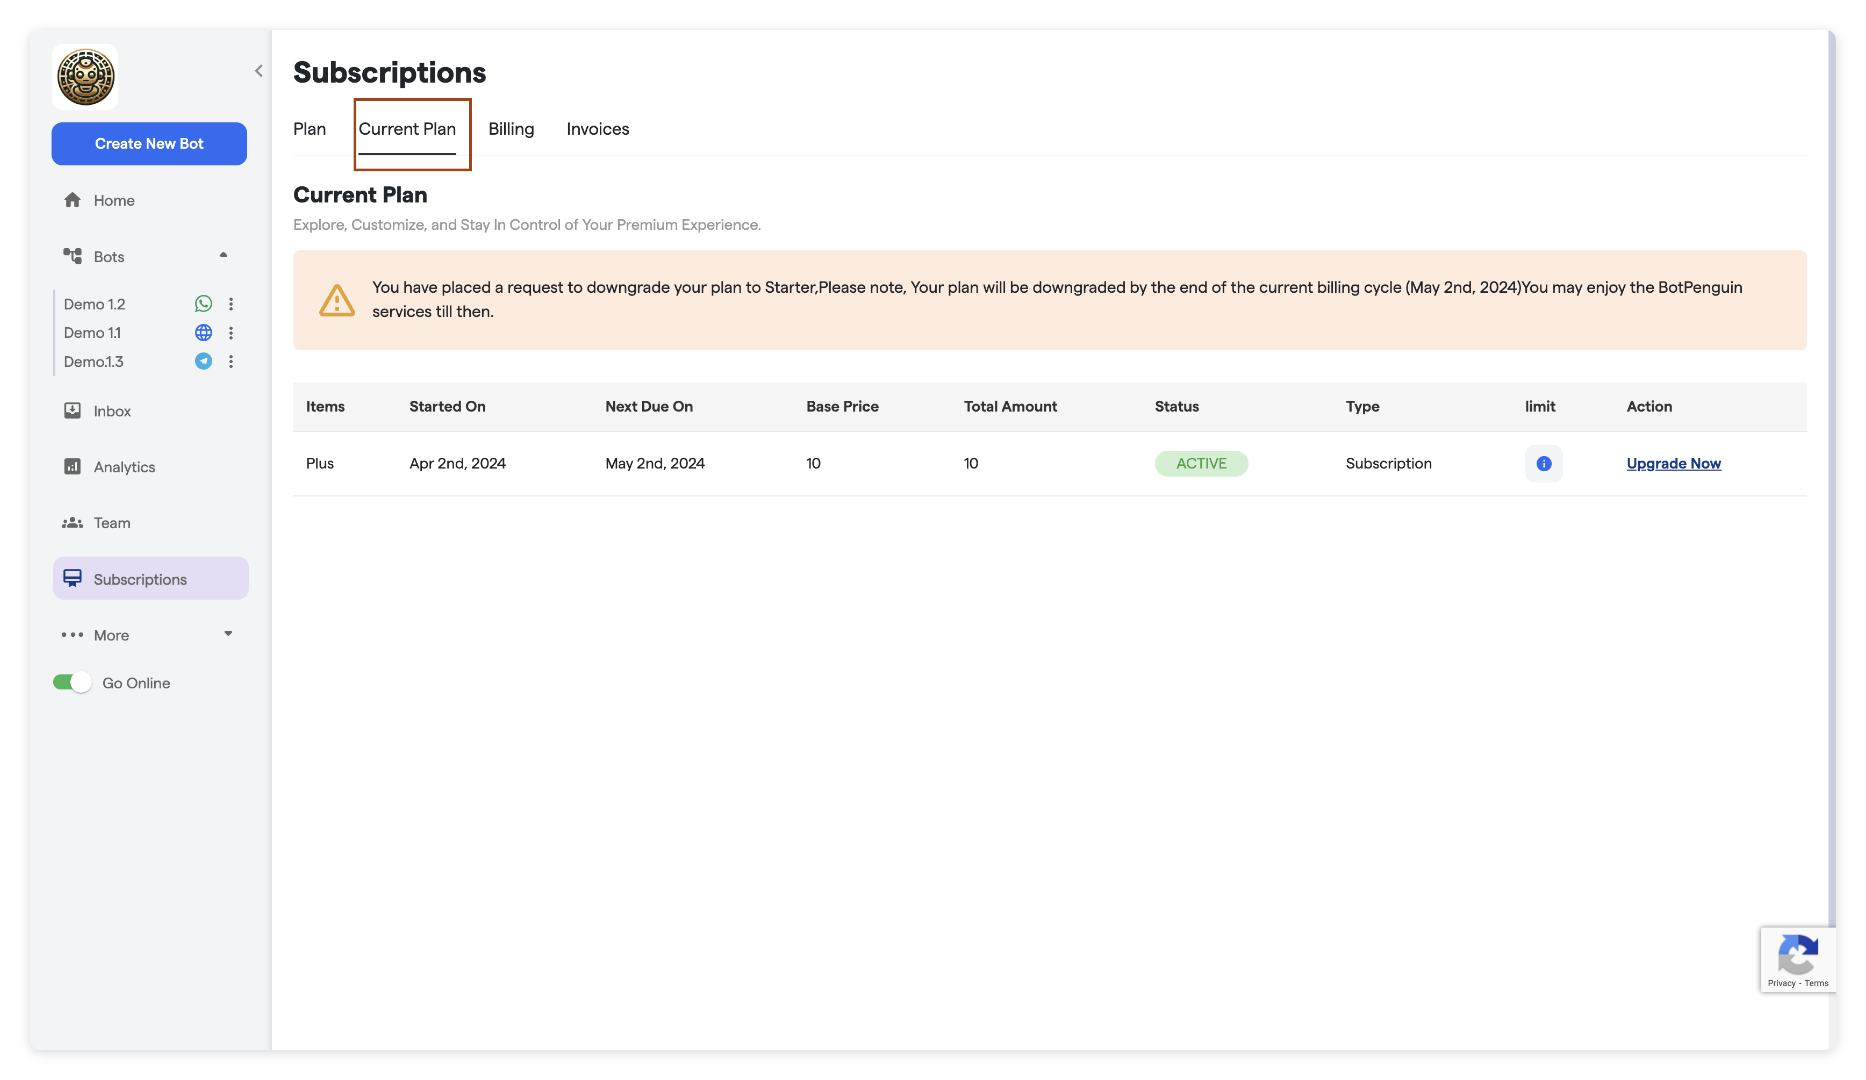 Subscriptions
Plan Current Plan Billing Invoices
Create New Bot
Home
Bots
Demo 1.2
Demo 1.1
Demo.1.3
Inbox
Analytics
Team
Subscriptions
More
Go Online
Current Plan
Explore, Customize, and Stay In Control of Your Premium Experience.
You have placed a request to downgrade your plan to Starter,Please note, Your plan will be downgraded by the end of the current billing cycle (May 2nd, 2024)You may enjoy the BotPenguin
services till then.
Items Started On Next Due On Base Price Total Amount Status Type limit Action
Plus Apr 2nd, 2024 May 2nd, 2024 10 10 ACTIVE Subscription Upgrade Now
Privacy - Terms